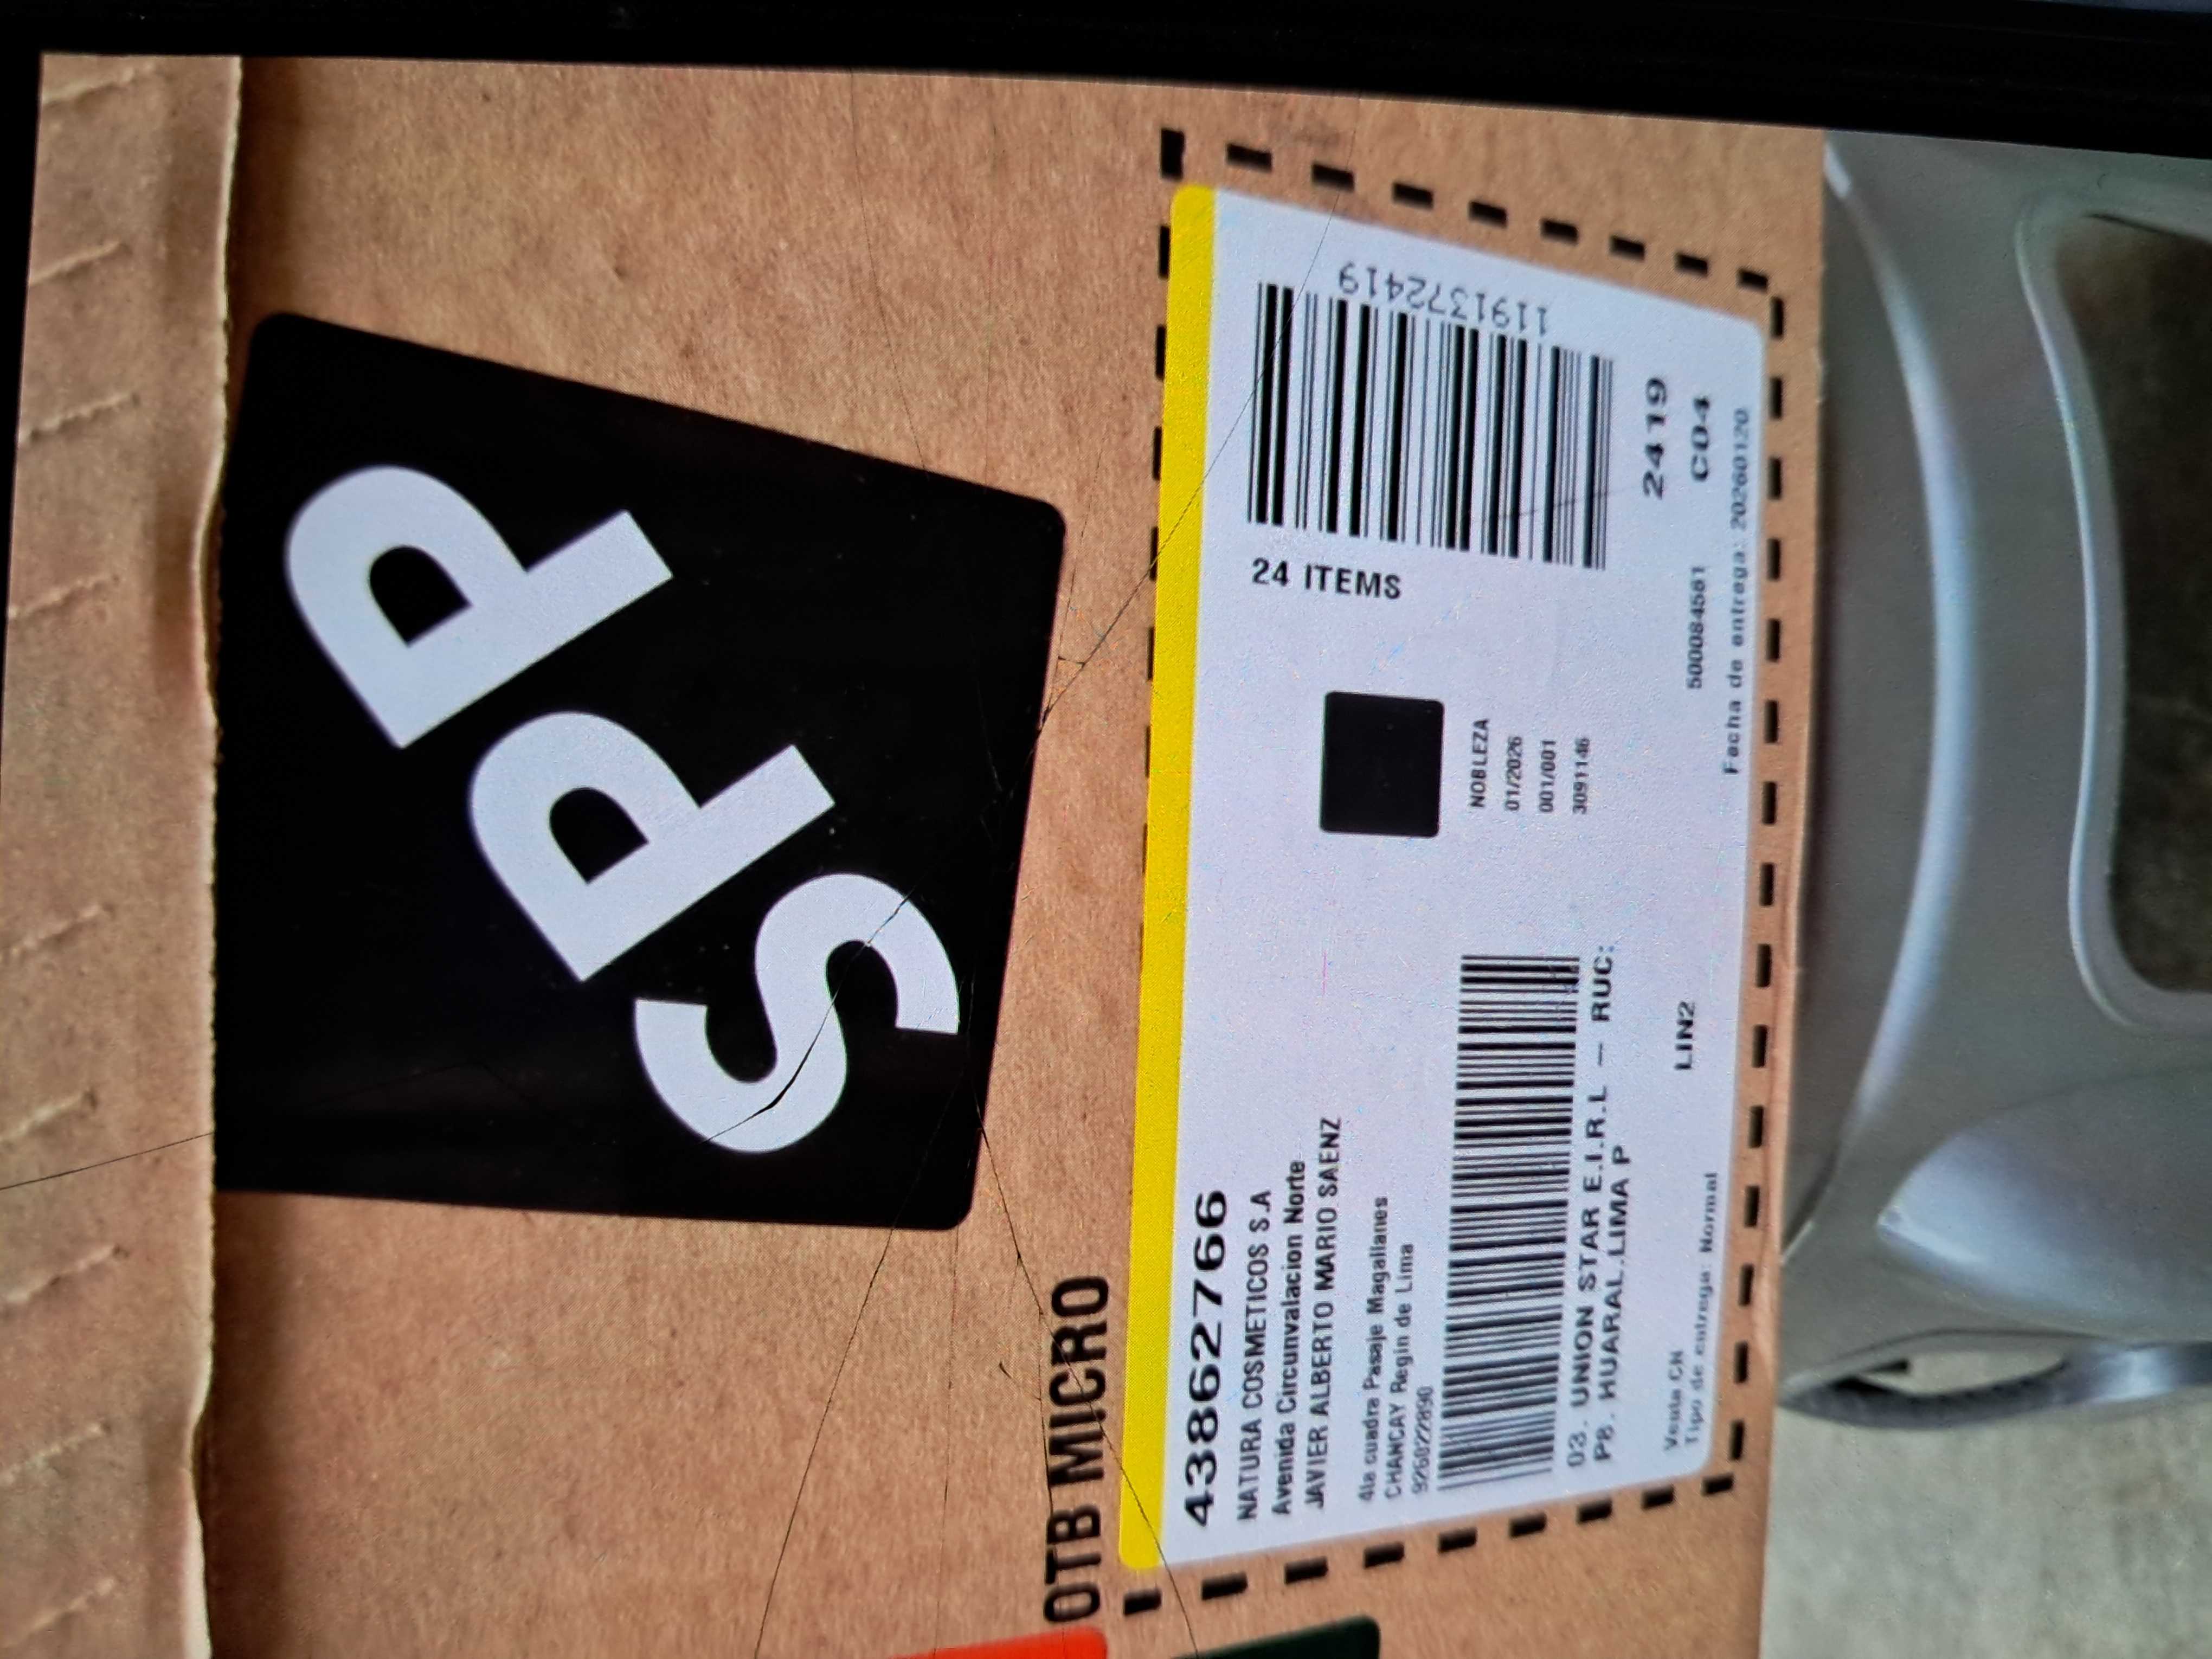 SPP
OTB MICRO
43862766
NATURA COSMETICOS S.A
Avenida Circunvalacion Norte
JAVIER ALBERTO MARIO SAENZ
4ta cuadra Pasaje Magallanes
CHANCAY Regin de Lima
926022890
24 ITEMS
1191372419
NOBLEZA
01/2026
001/001
3091146
03. UNION STAR E.I.R.L — RUC:
P8. HUARAL.LIMA P
LIN2
2419
500084581 C04
Venta CN
Tipo de entrega: Normal
Fecha de entrega: 20260120